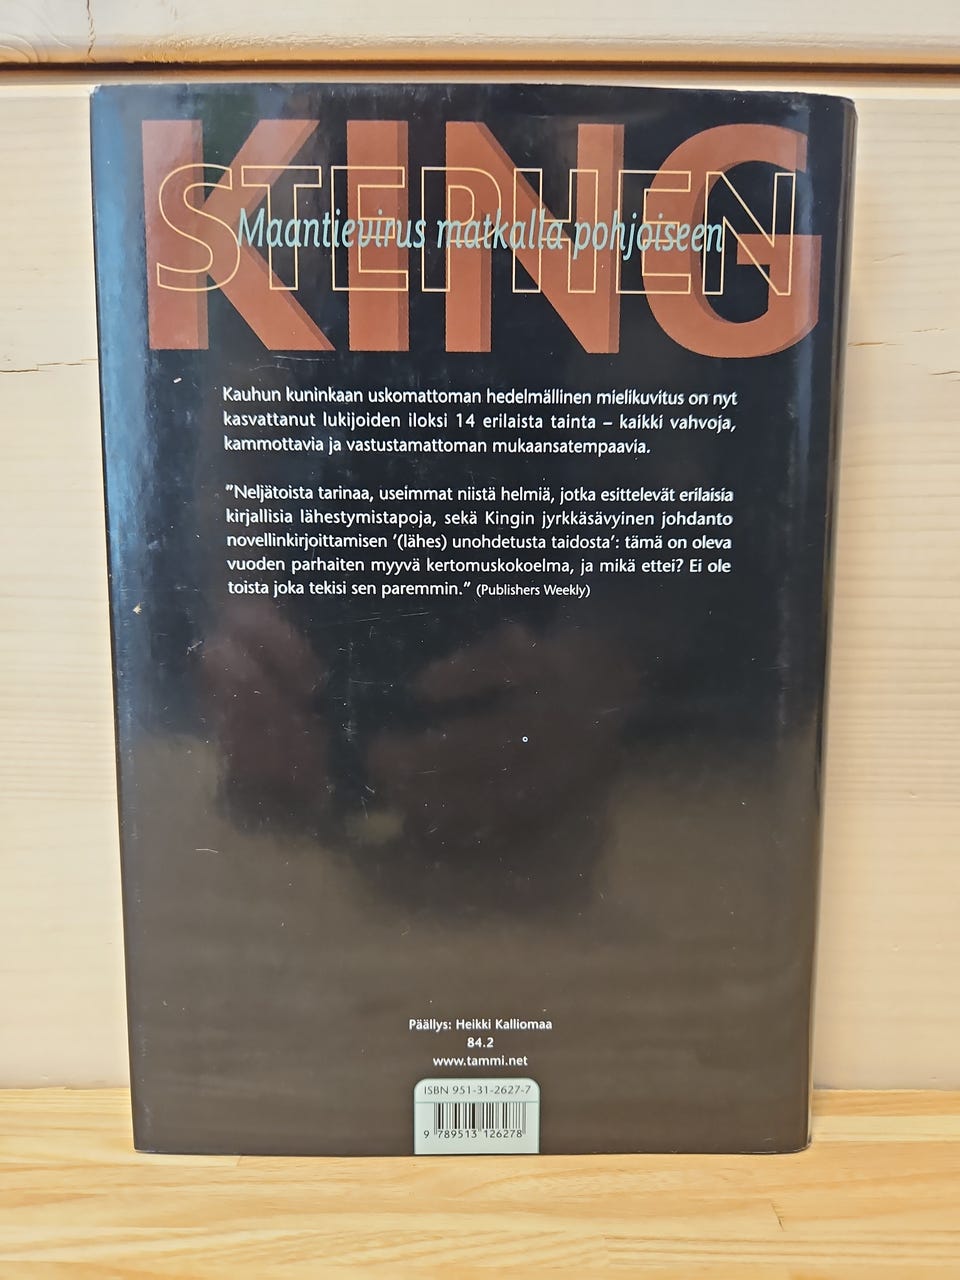 KING
STEPHEN
Maantievirus matkalla pohjoiseen
Kauhun kuninkaan uskomattoman hedelmällinen mielikuvitus on nyt
kasvattanut lukijoiden iloksi 14 erilaista tainta – kaikki vahvoja,
kammottavia ja vastustamattoman mukaansatempaavia.
"Neljätoista tarinaa, useimmat niistä helmiä, jotka esittelevät erilaisia
kirjallisia lähestymistapoja, sekä Kingin jyrkkäsävyinen johdanto
novellinkirjoittamisen '(lähes) unohdetusta taidosta': tämä on oleva
vuoden parhaiten myyvä kertomuskokoelma, ja mikä ettei? Ei ole
toista joka tekisi sen paremmin." (Publishers Weekly)
Päällys: Heikki Kalliomaa
84.2
www.tammi.net
ISBN 951-31-2627-7
9 789513 126278